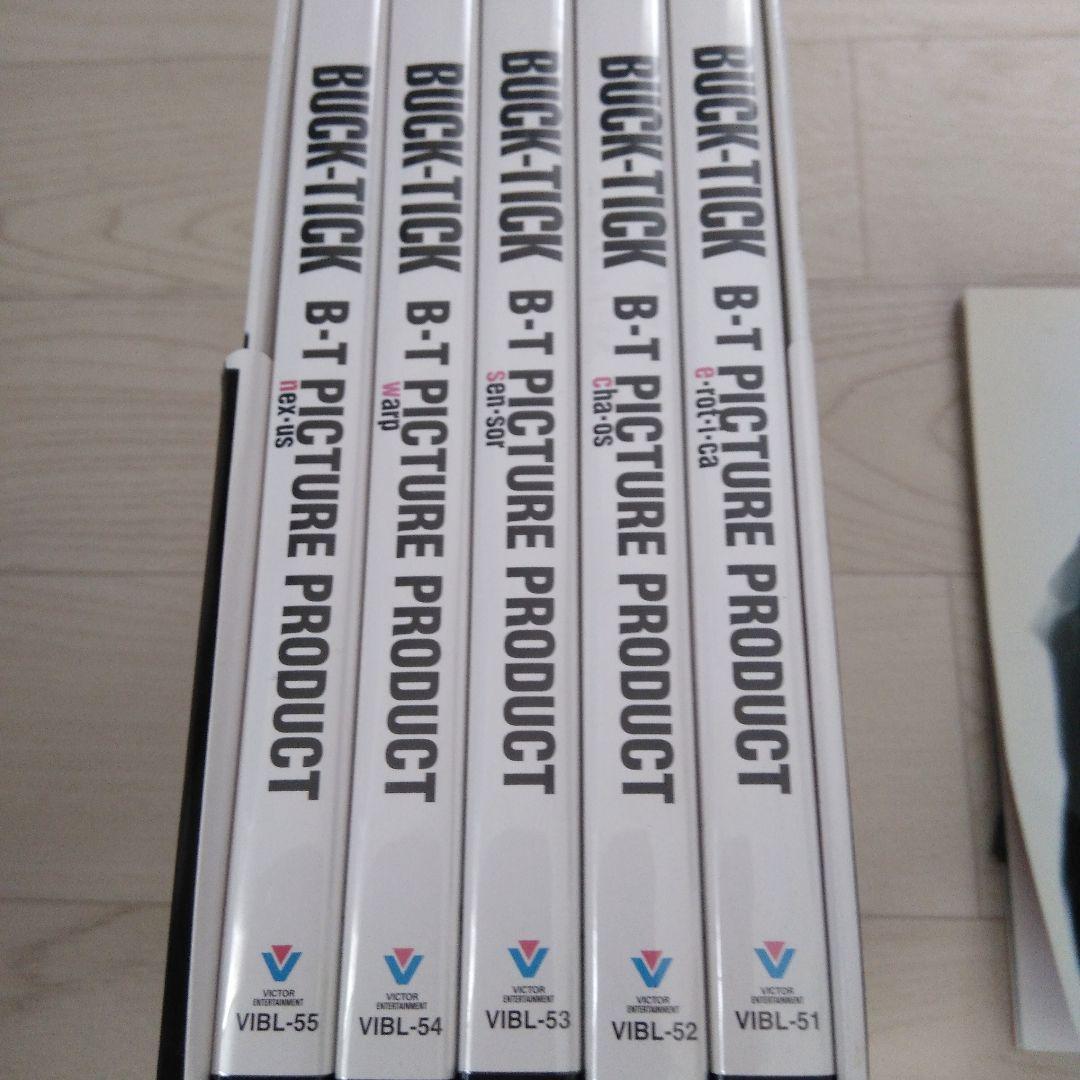 BUCK-TICK B-T PICTURE PRODUCT
nex·us
VICTOR
ENTERTAINMENT
VIBL-55
BUCK-TICK B-T PICTURE PRODUCT
warp
VICTOR
ENTERTAINMENT
VIBL-54
BUCK-TICK B-T PICTURE PRODUCT
sen·sor
VICTOR
ENTERTAINMENT
VIBL-53
BUCK-TICK B-T PICTURE PRODUCT
cha·os
VICTOR
ENTERTAINMENT
VIBL-52
BUCK-TICK B-T PICTURE PRODUCT
e·rot·i·ca
VICTOR
ENTERTAINMENT
VIBL-51